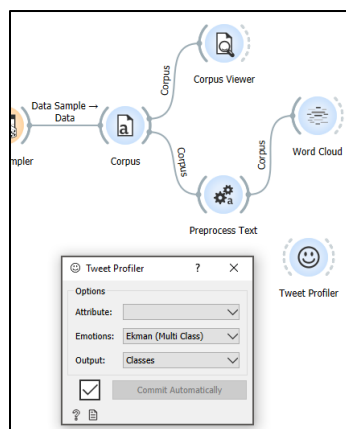 Corpus Viewer
Corpus
Data Sample →
Data
Corpus
mpler
Corpus
Corpus
Word Cloud
Preprocess Text
Tweet Profiler
Tweet Profiler ? ×
Options
Attribute:
Emotions: Ekman (Multi Class)
Output: Classes
Commit Automatically
?